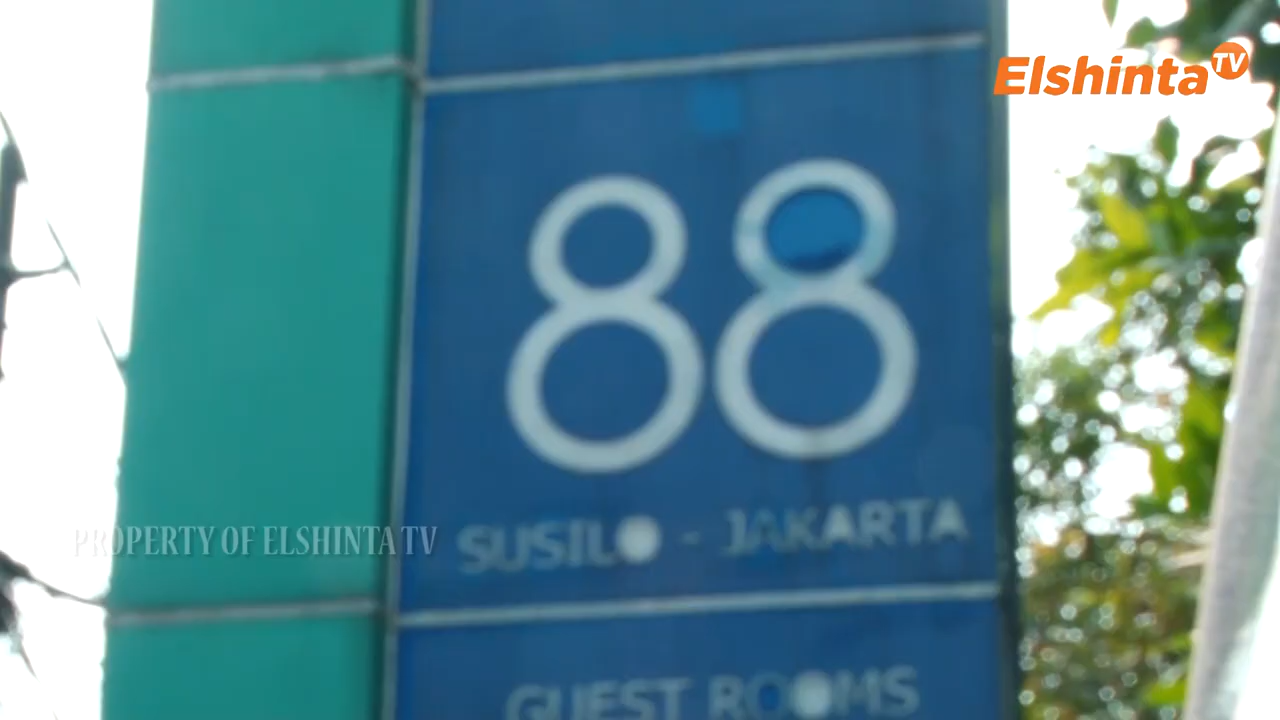 Elshinta TV
88
SUSILO - JAKARTA
PROPERTY OF ELSHINTA TV
GUEST ROOMS